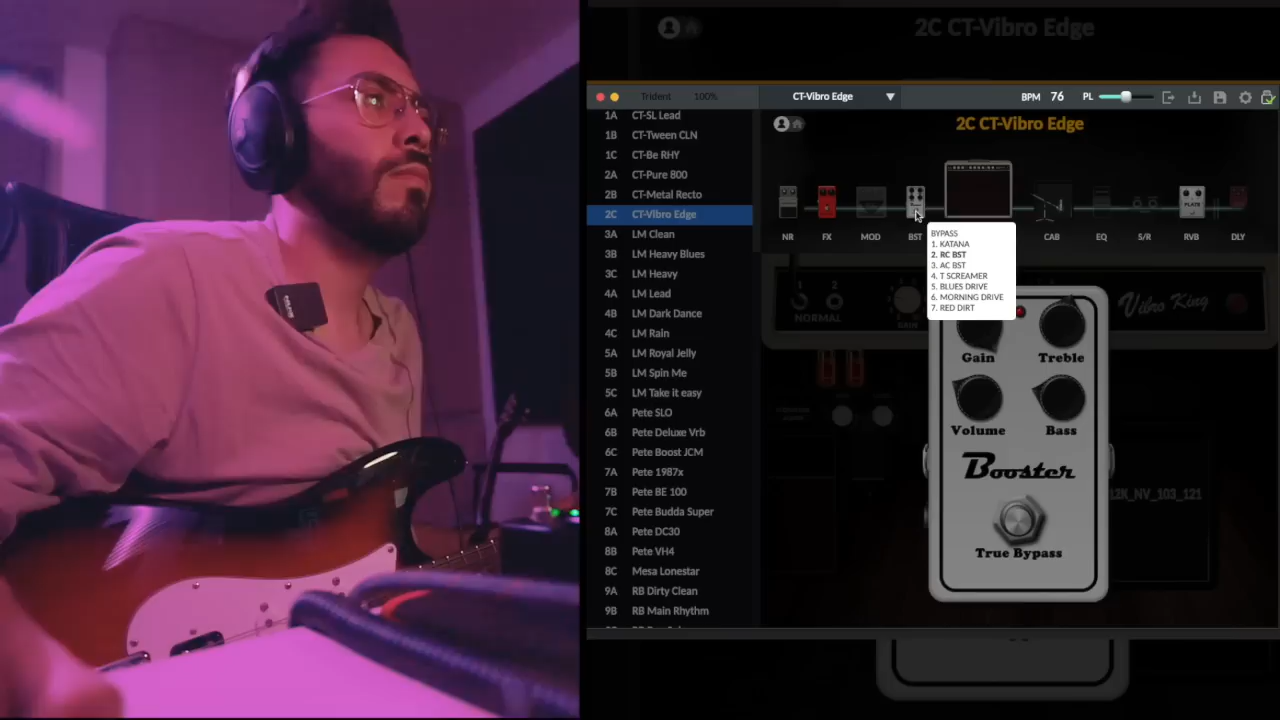 2C CT-Vibro Edge
Trident 100% CT-Vibro Edge BPM 76 PL
1A CT-SL Lead
1B CT-Tween CLN
1C CT-Be RHY
2A CT-Pure 800
2B CT-Metal Recto
2C CT-Vibro Edge
3A LM Clean
3B LM Heavy Blues
3C LM Heavy
4A LM Lead
4B LM Dark Dance
4C LM Rain
5A LM Royal Jelly
5B LM Spin Me
5C LM Take it easy
6A Pete SLO
6B Pete Deluxe Vrb
6C Pete Boost JCM
7A Pete 1987x
7B Pete BE 100
7C Pete Budda Super
8A Pete DC30
8B Pete VH4
8C Mesa Lonestar
9A RB Dirty Clean
9B RB Main Rhythm
2C CT-Vibro Edge
PLATE
NR FX MOD BST CAB EQ S/R RVB DLY
BYPASS
1. KATANA
2. RC BST
3. AC BST
4. T SCREAMER
5. BLUES DRIVE
6. MORNING DRIVE
7. RED DIRT
1 2
NORMAL
GAIN
Vibro King
Gain Treble
Volume Bass
Booster
True Bypass
12X_NV_103_121